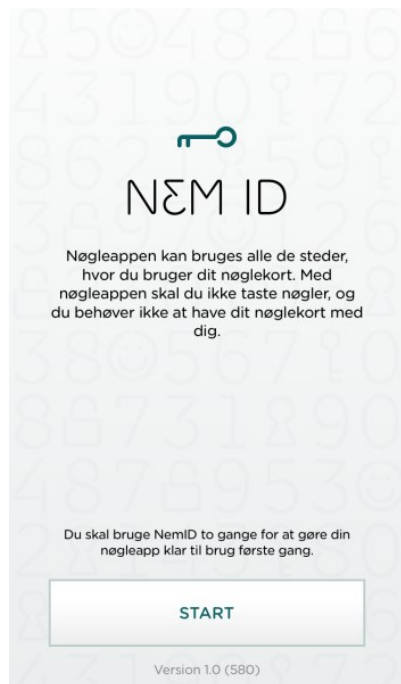 NEM ID
Nøgleappen kan bruges alle de steder,
hvor du bruger dit nøglekort. Med
nøgleappen skal du ikke taste nøgler, og
du behøver ikke at have dit nøglekort med
dig.
Du skal bruge NemID to gange for at gøre din
nøgleapp klar til brug første gang.
START
Version 1.0 (580)